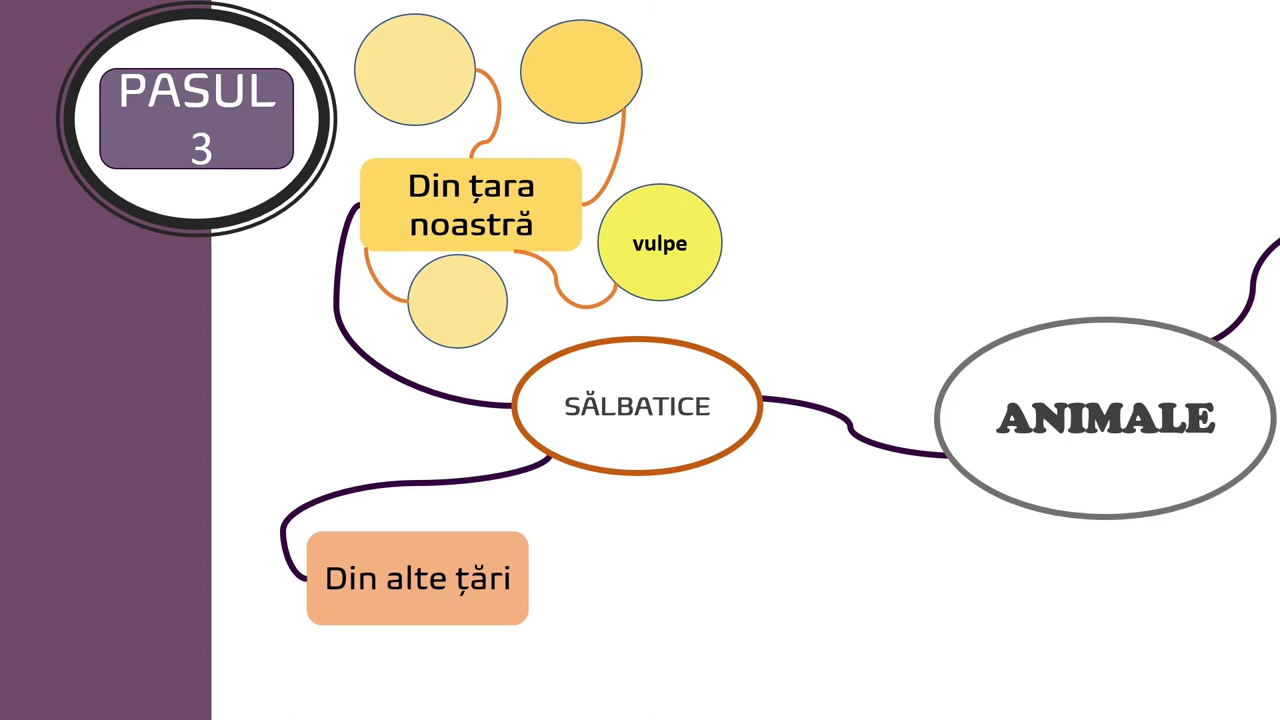 PASUL
3
Din țara
noastră
vulpe
SĂLBATICE
ANIMALE
Din alte țări